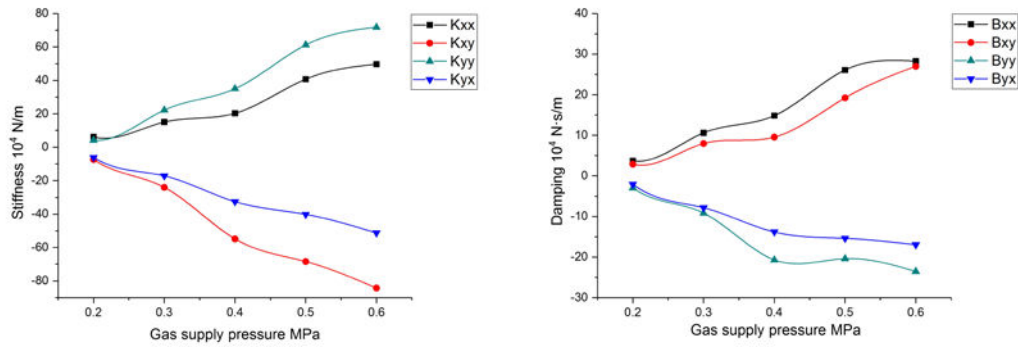 80
60
40
20
0
-20
-40
-60
-80
0.2 0.3 0.4 0.5 0.6
Stiffness 10⁴ N/m
Gas supply pressure MPa
Kxx
Kxy
Kyy
Kyx
40
30
20
10
0
-10
-20
-30
0.2 0.3 0.4 0.5 0.6
Damping 10⁴ N·s/m
Gas supply pressure MPa
Bxx
Bxy
Byy
Byx